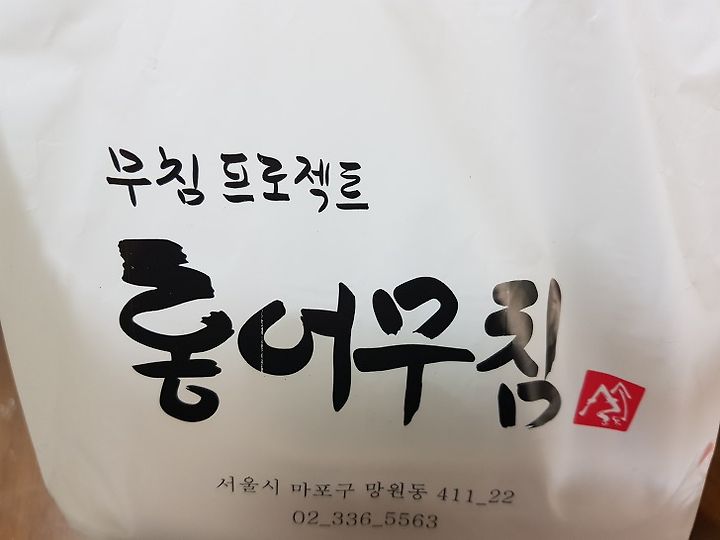 무침 프로젝트
홍어무침
서울시 마포구 망원동 411_22
02_336_5563